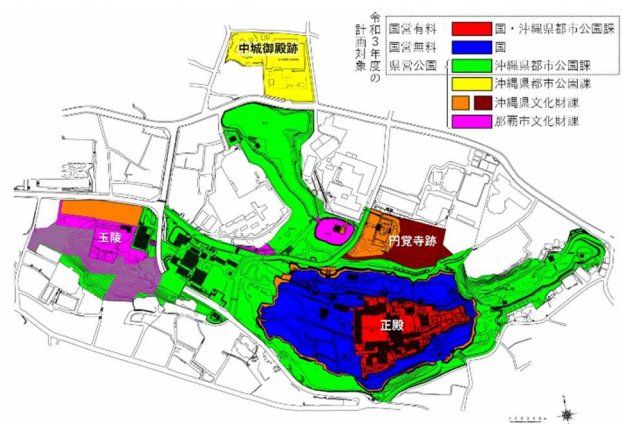 中城御殿跡
令和3年度の
計画対象
国営有料 国・沖縄県都市公園課
国営無料 国
県営公園 沖縄県都市公園課
沖縄県都市公園課
沖縄県文化財課
那覇市文化財課
玉陵
円覚寺跡
正殿